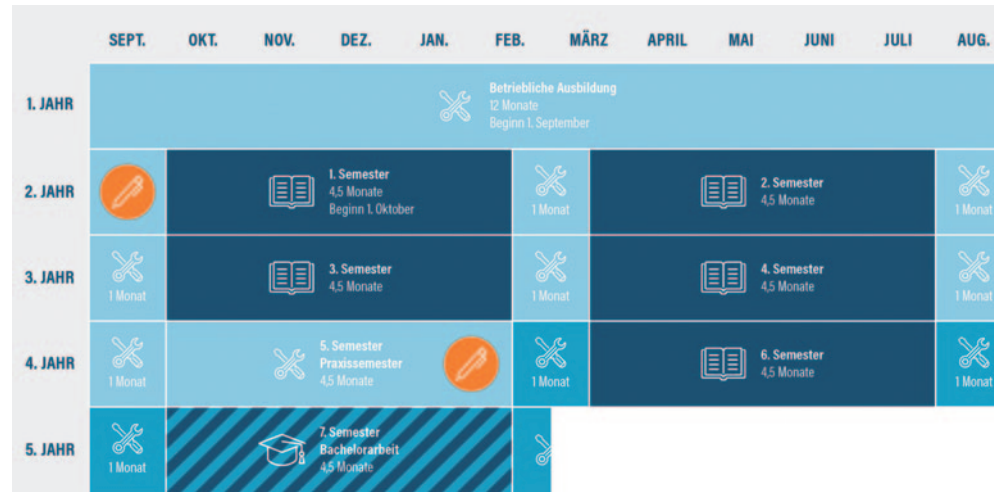 SEPT. OKT. NOV. DEZ. JAN. FEB. MÄRZ APRIL MAI JUNI JULI AUG.
1. JAHR
Betriebliche Ausbildung
12 Monate
Beginn 1. September
2. JAHR
1. Semester
4,5 Monate
Beginn 1. Oktober
1 Monat
2. Semester
4,5 Monate
1 Monat
3. JAHR
1 Monat
3. Semester
4,5 Monate
1 Monat
4. Semester
4,5 Monate
1 Monat
4. JAHR
1 Monat
5. Semester
Praxissemester
4,5 Monate
1 Monat
6. Semester
4,5 Monate
1 Monat
5. JAHR
1 Monat
7. Semester
Bachelorarbeit
4,5 Monate